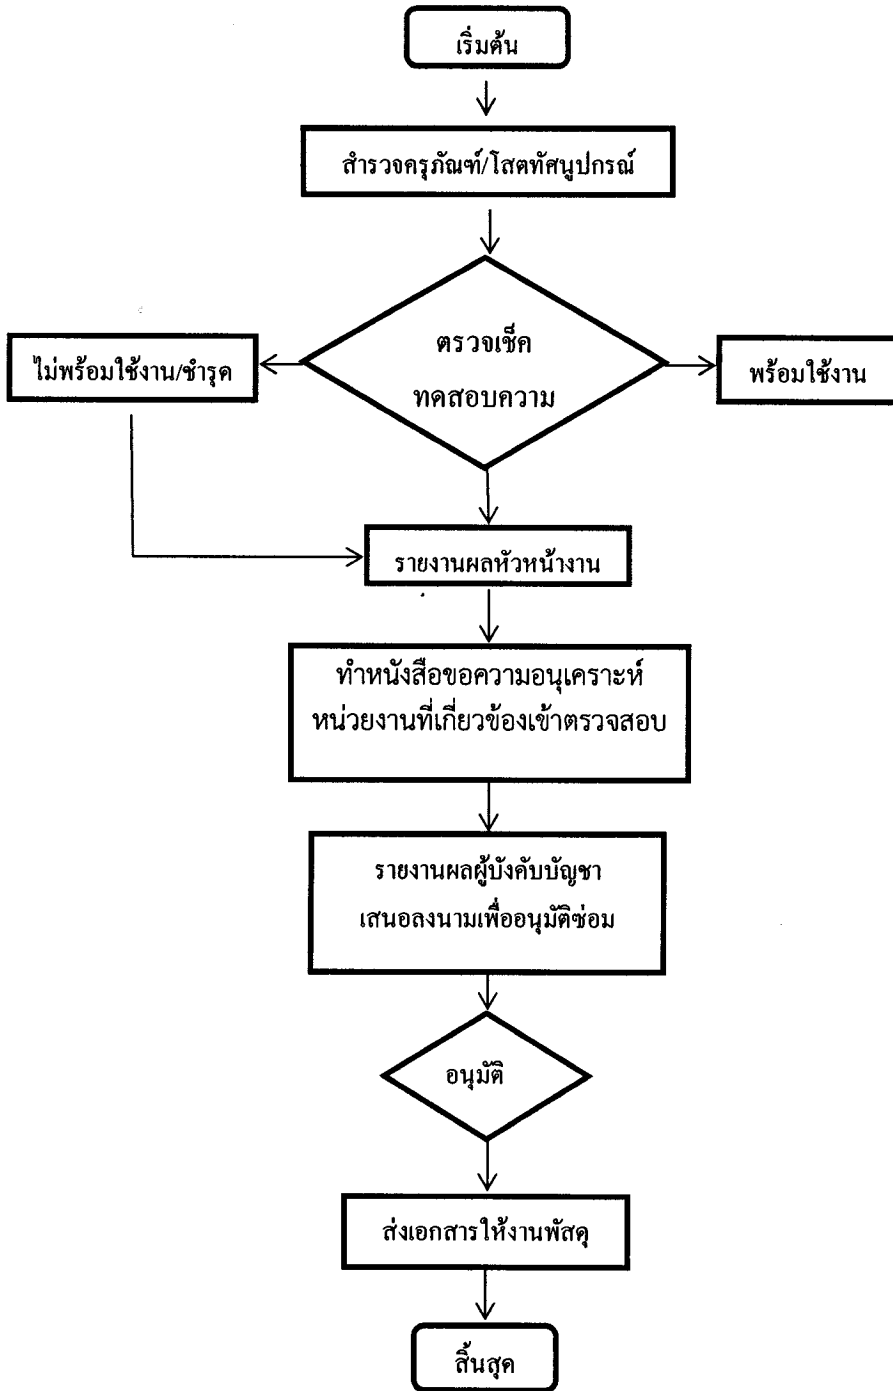 เริ่มต้น
สำรวจครุภัณฑ์/โสตทัศนูปกรณ์
ตรวจเช็ค
ทดสอบความ
ไม่พร้อมใช้งาน/ชำรุด
พร้อมใช้งาน
รายงานผลหัวหน้างาน
ทำหนังสือขอความอนุเคราะห์
หน่วยงานที่เกี่ยวข้องเข้าตรวจสอบ
รายงานผลผู้บังคับบัญชา
เสนอลงนามเพื่ออนุมัติซ่อม
อนุมัติ
ส่งเอกสารให้งานพัสดุ
สิ้นสุด